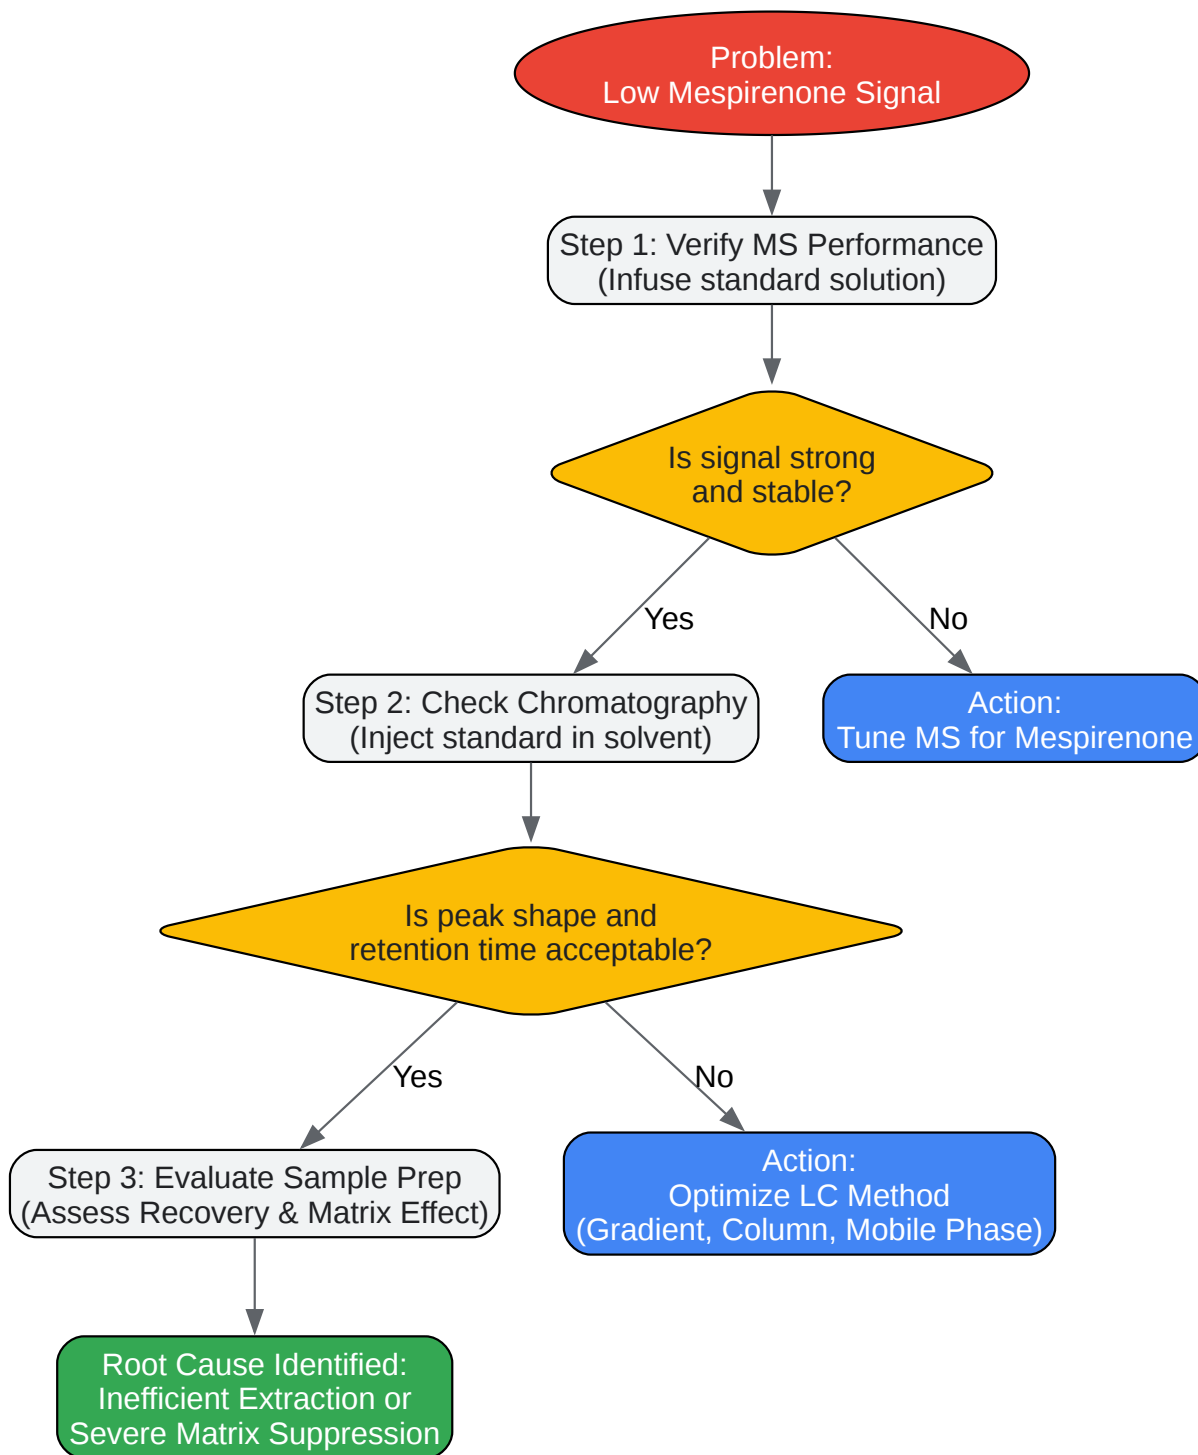 Problem:
Low Mespirenone Signal
Step 1: Verify MS Performance
(Infuse standard solution)
Is signal strong
and stable?
Yes
No
Step 2: Check Chromatography
(Inject standard in solvent)
Action:
Tune MS for Mespirenone
Is peak shape and
retention time acceptable?
Yes
No
Step 3: Evaluate Sample Prep
(Assess Recovery & Matrix Effect)
Action:
Optimize LC Method
(Gradient, Column, Mobile Phase)
Root Cause Identified:
Inefficient Extraction or
Severe Matrix Suppression